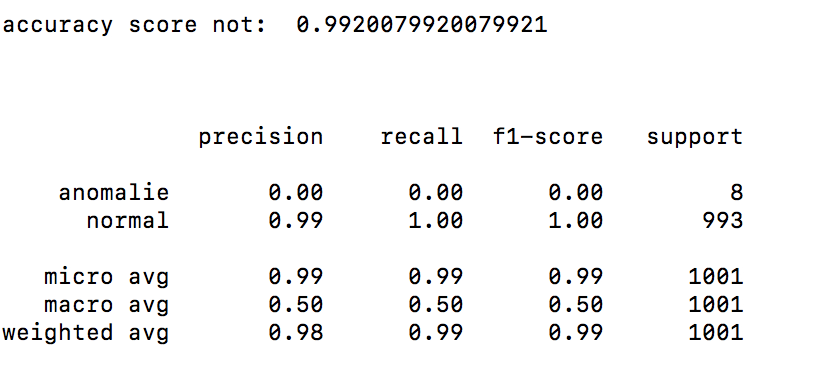 accuracy score not: 0.9920079920079921
precision recall f1-score support
anomalie 0.00 0.00 0.00 8
normal 0.99 1.00 1.00 993
micro avg 0.99 0.99 0.99 1001
macro avg 0.50 0.50 0.50 1001
weighted avg 0.98 0.99 0.99 1001